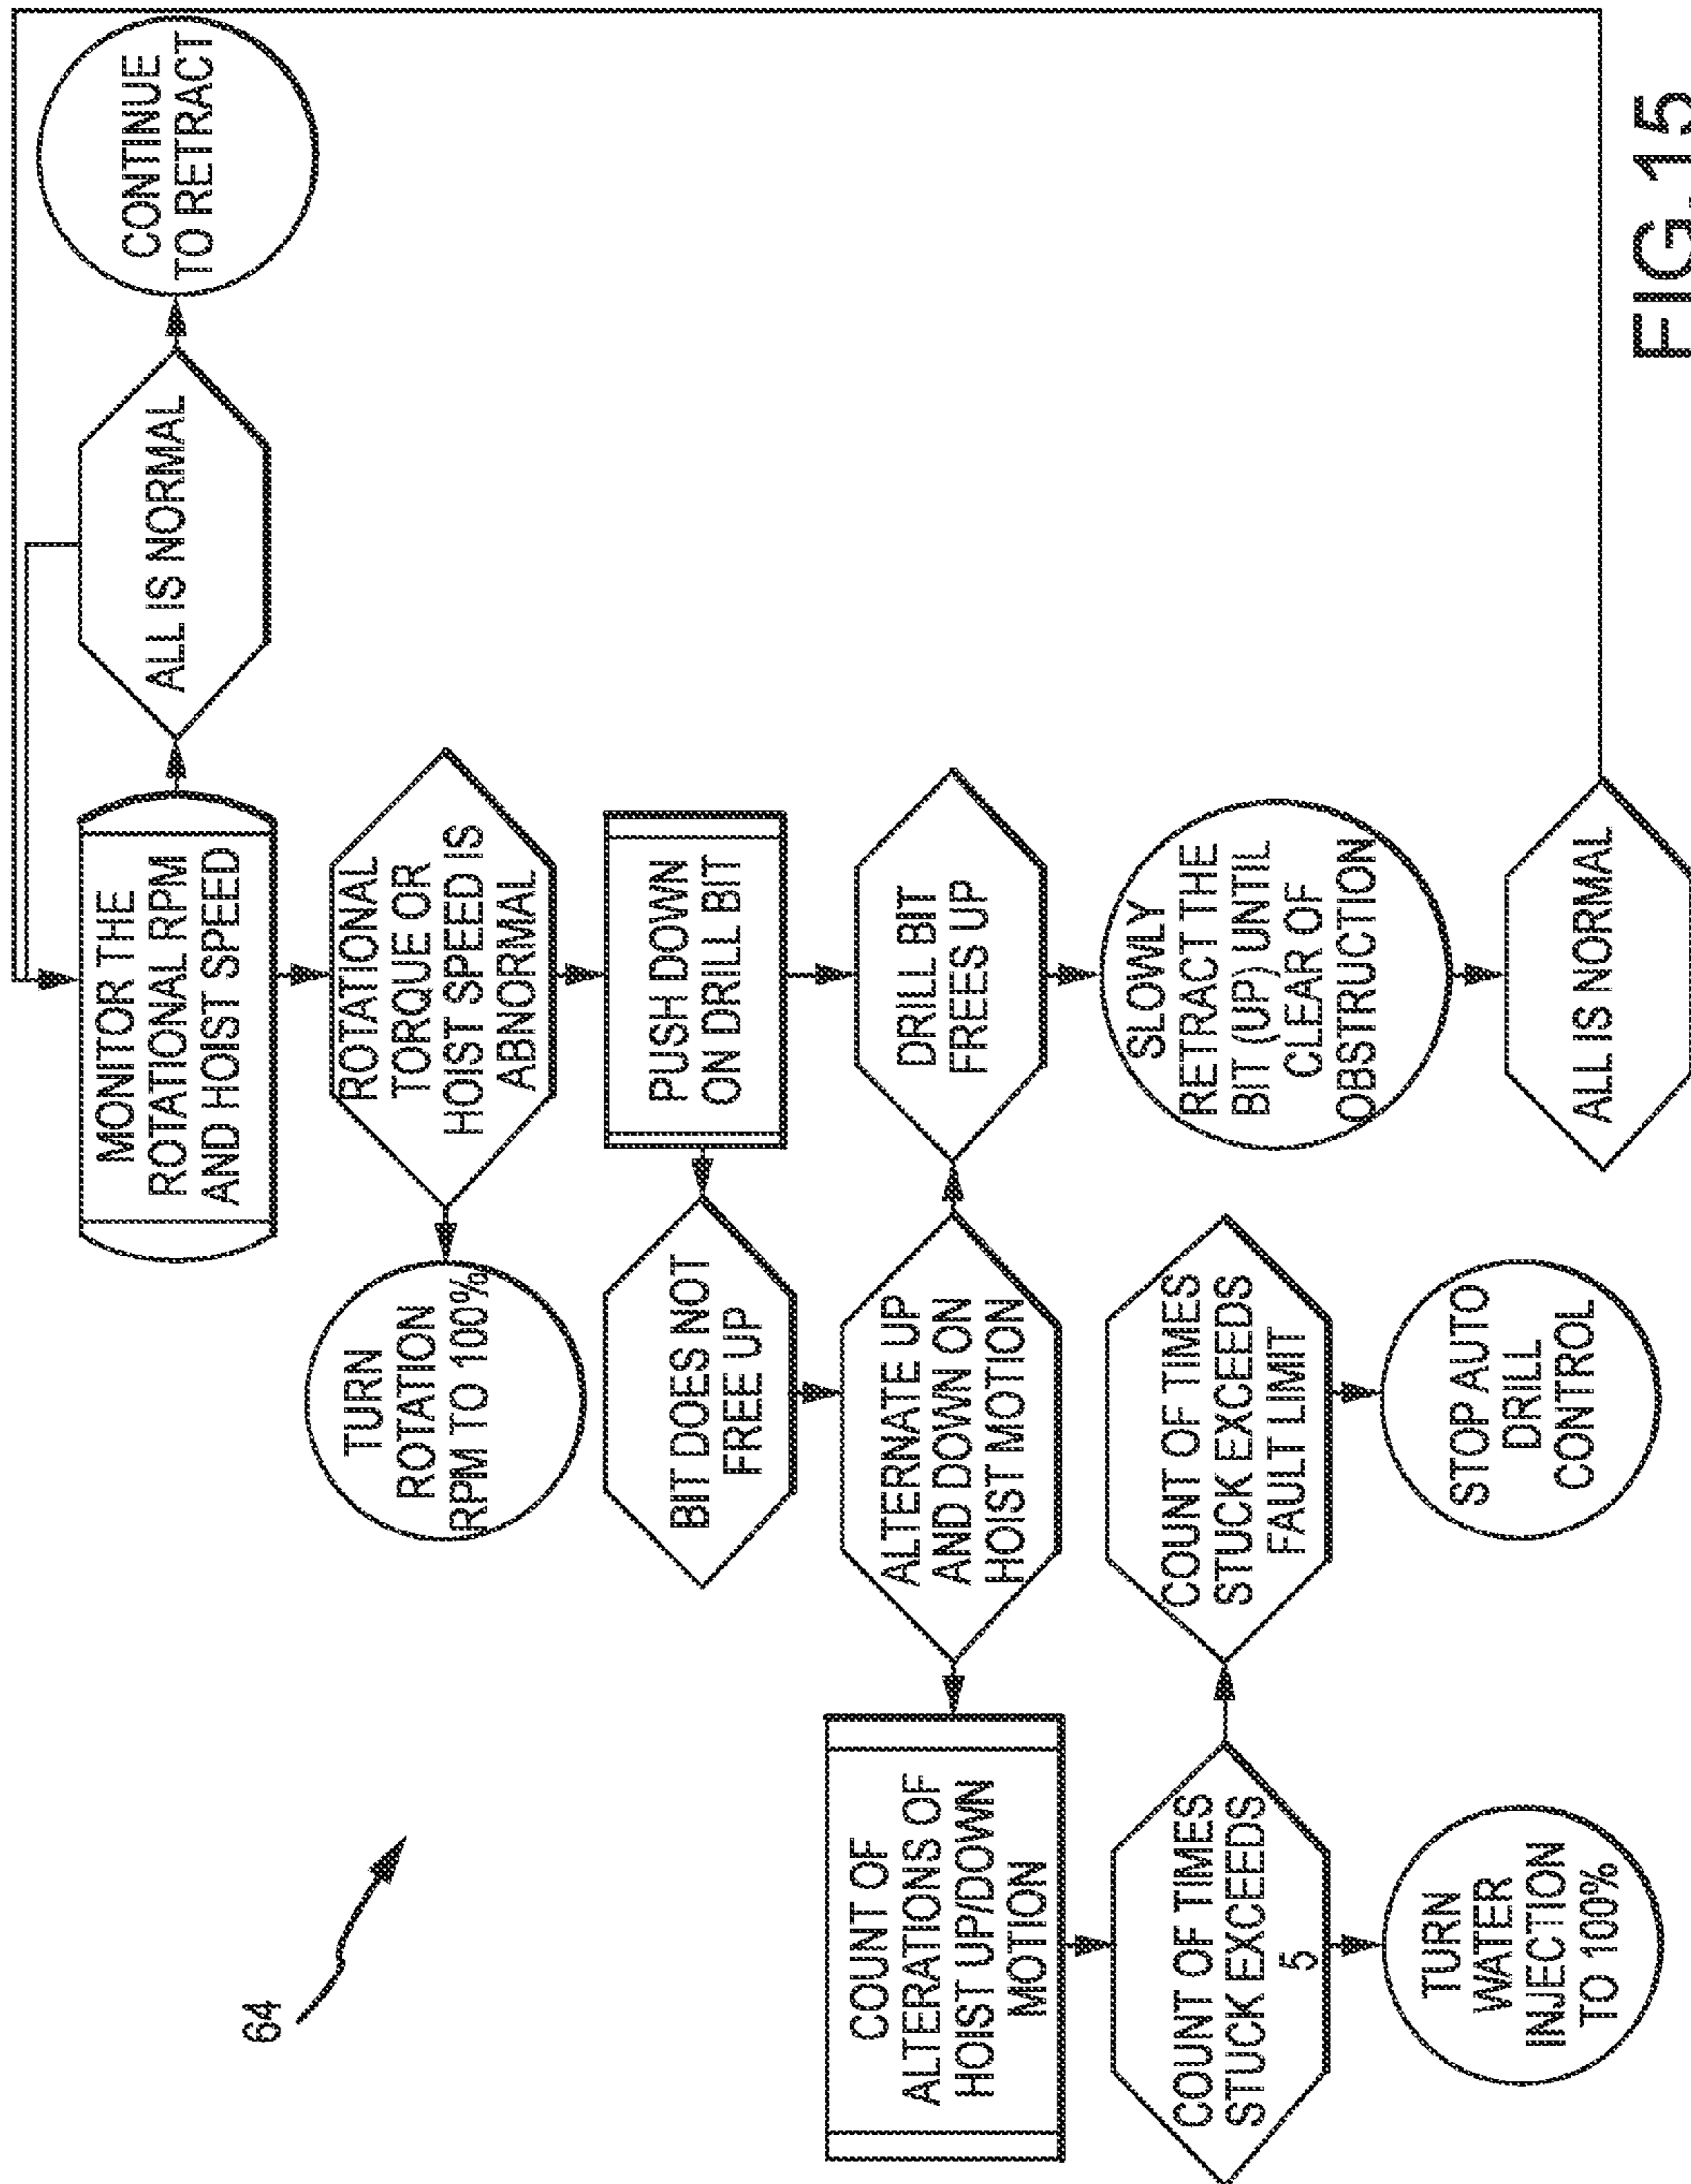 64
MONITOR THE
ROTATIONAL RPM
AND HOIST SPEED
ALL IS NORMAL
CONTINUE
TO RETRACT
TURN
ROTATION
RPM TO 100%
ROTATIONAL
TORQUE OR
HOIST SPEED IS
ABNORMAL
PUSH DOWN
ON DRILL BIT
BIT DOES NOT
FREE UP
DRILL BIT
FREES UP
ALTERNATE UP
AND DOWN ON
HOIST MOTION
COUNT OF
ALTERATIONS OF
HOIST UP/DOWN
MOTION
COUNT OF TIMES
STUCK EXCEEDS
5
COUNT OF TIMES
STUCK EXCEEDS
FAULT LIMIT
SLOWLY
RETRACT THE
BIT (UP) UNTIL
CLEAR OF
OBSTRUCTION
TURN
WATER
INJECTION
TO 100%
STOP AUTO
DRILL
CONTROL
ALL IS NORMAL
FIG.15